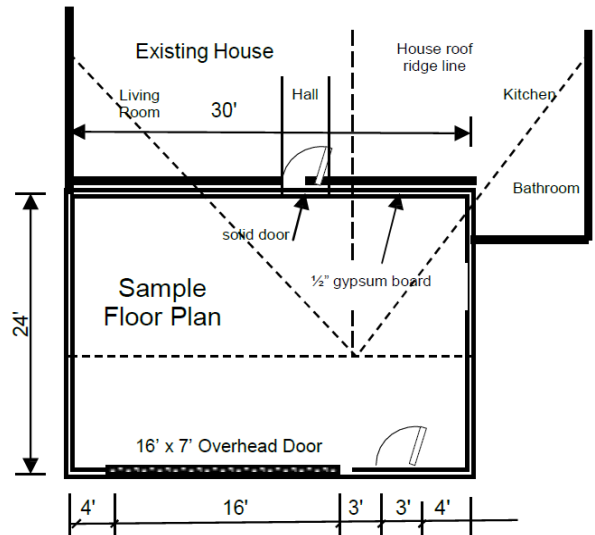 Existing House
House roof
ridge line
Living
Room
Hall
Kitchen
30'
Bathroom
solid door
½” gypsum board
Sample
Floor Plan
24'
16’ x 7’ Overhead Door
4' 16' 3' 3' 4'